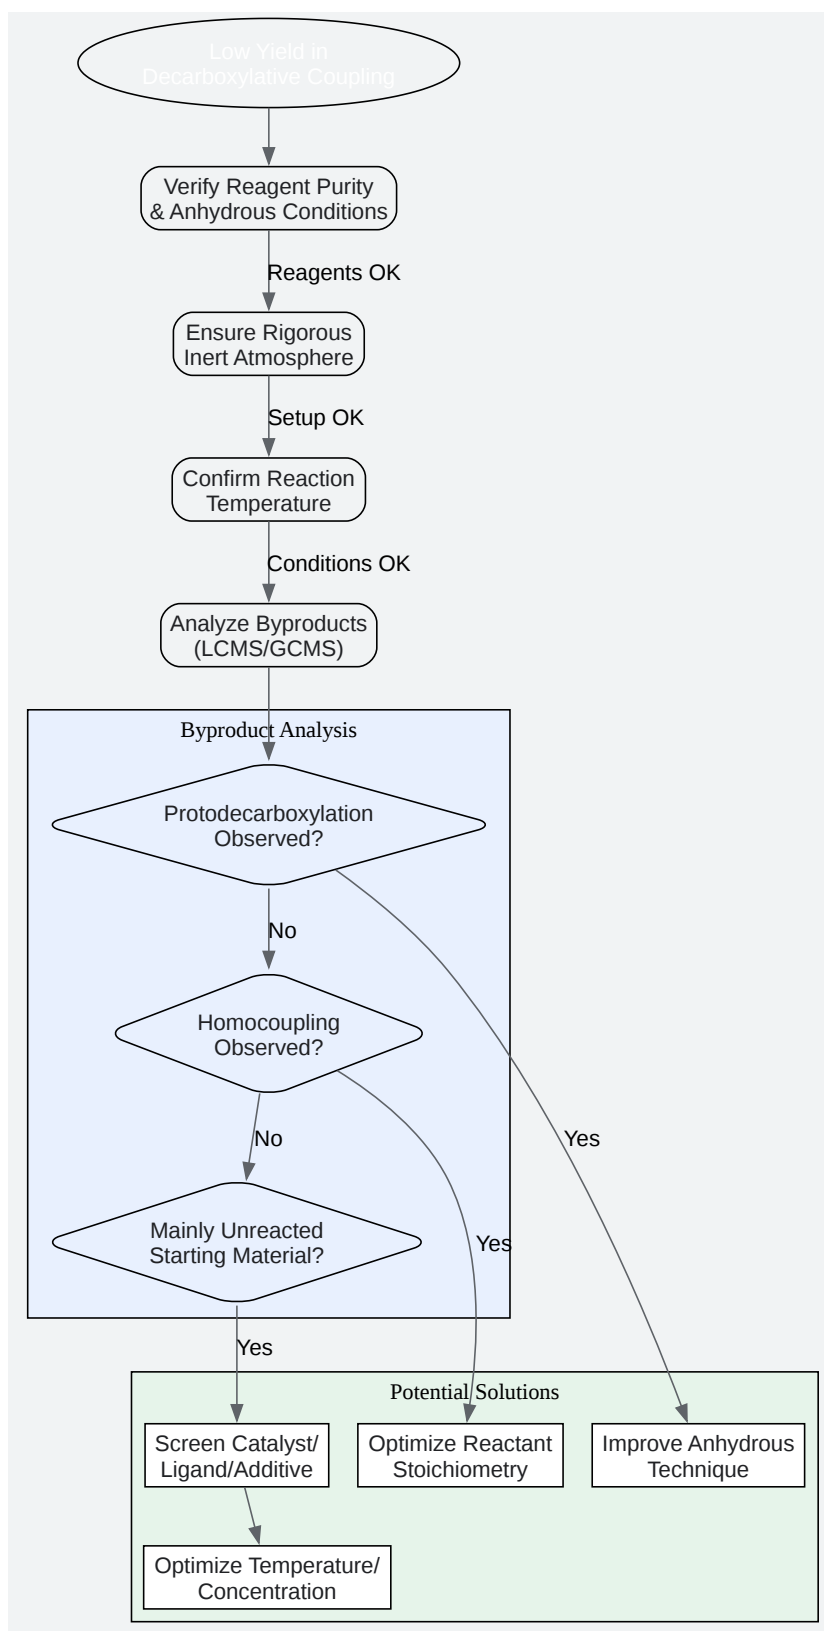 Low Yield in
Decarboxylative Coupling
Verify Reagent Purity
& Anhydrous Conditions
Reagents OK
Ensure Rigorous
Inert Atmosphere
Setup OK
Confirm Reaction
Temperature
Conditions OK
Analyze Byproducts
(LCMS/GCMS)
Byproduct Analysis
Protodecarboxylation
Observed?
No
Homocoupling
Observed?
No
Yes
Mainly Unreacted
Starting Material?
Yes
Yes
Potential Solutions
Screen Catalyst/
Ligand/Additive
Optimize Reactant
Stoichiometry
Improve Anhydrous
Technique
Optimize Temperature/
Concentration